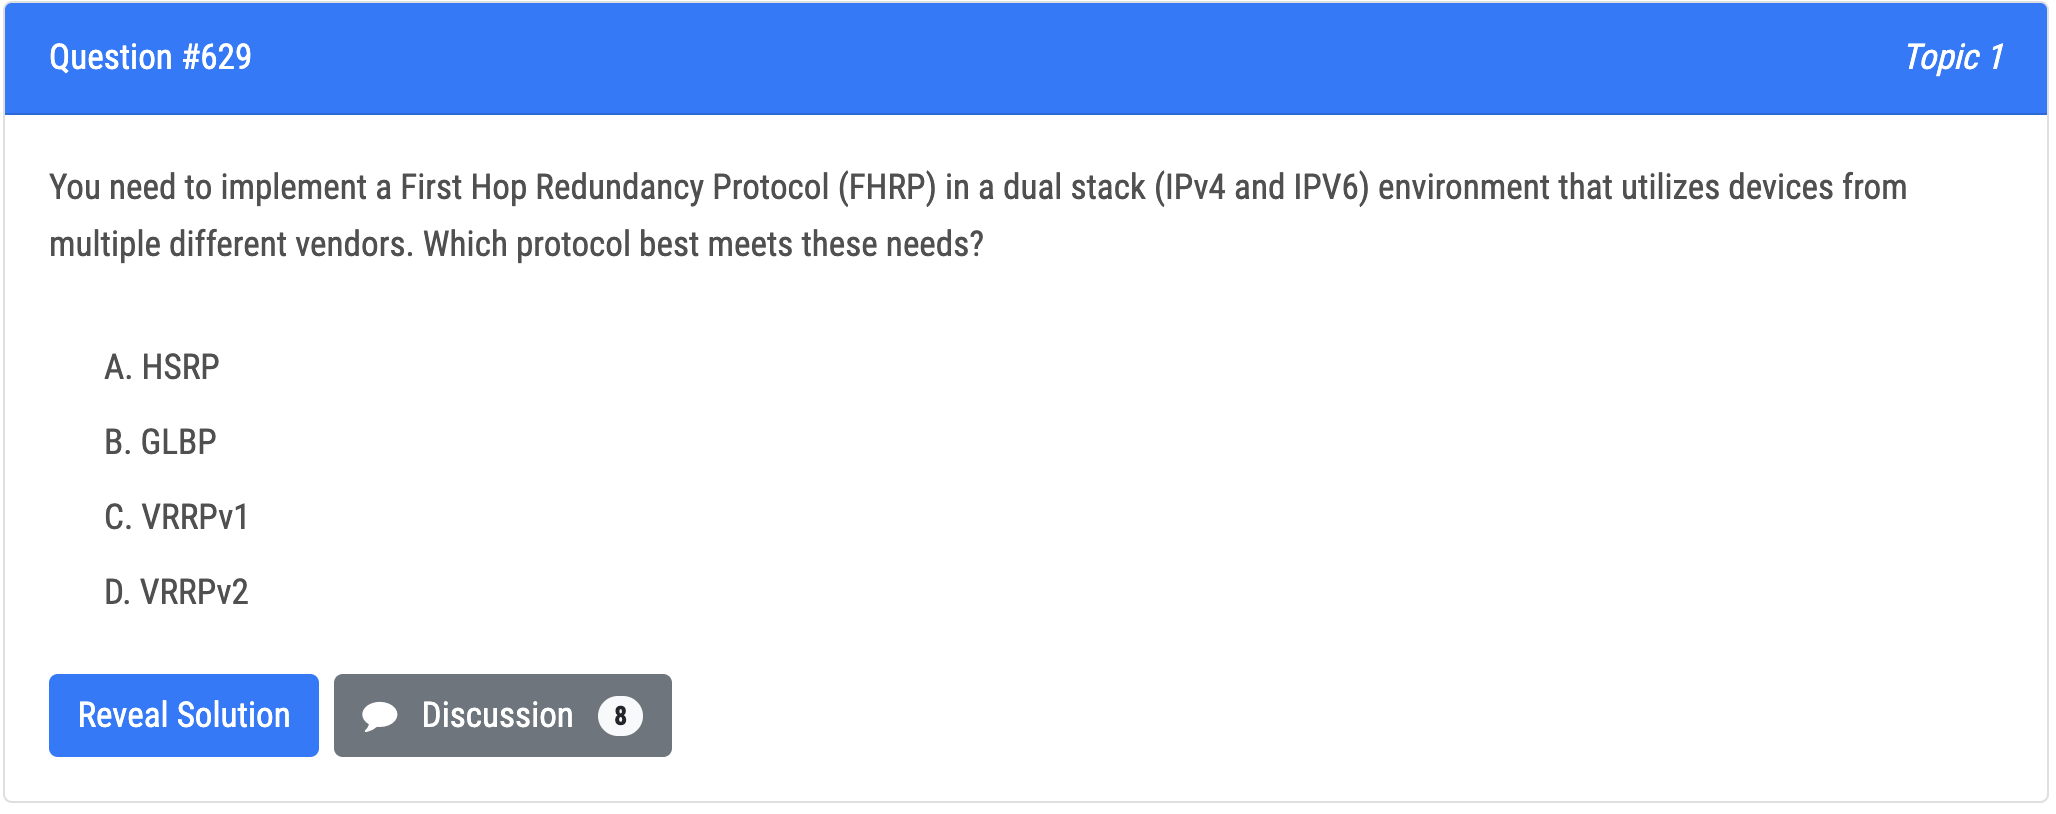 Question #629
Topic 1
You need to implement a First Hop Redundancy Protocol (FHRP) in a dual stack (IPv4 and IPV6) environment that utilizes devices from
multiple different vendors. Which protocol best meets these needs?
A. HSRP
B. GLBP
C. VRRPv1
D. VRRPv2
Reveal Solution
Discussion 8